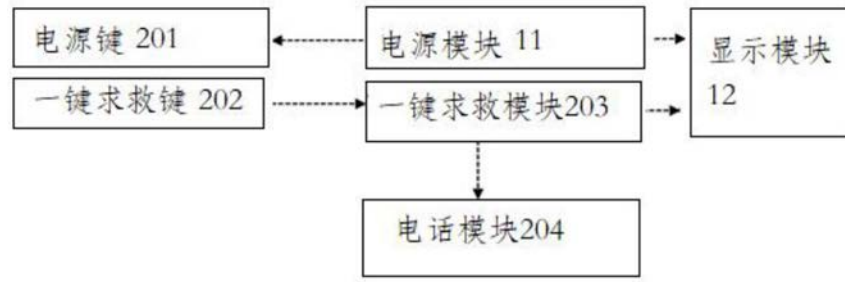 电源键 201
电源模块 11
显示模块
12
一键求救键 202
一键求救模块203
电话模块204